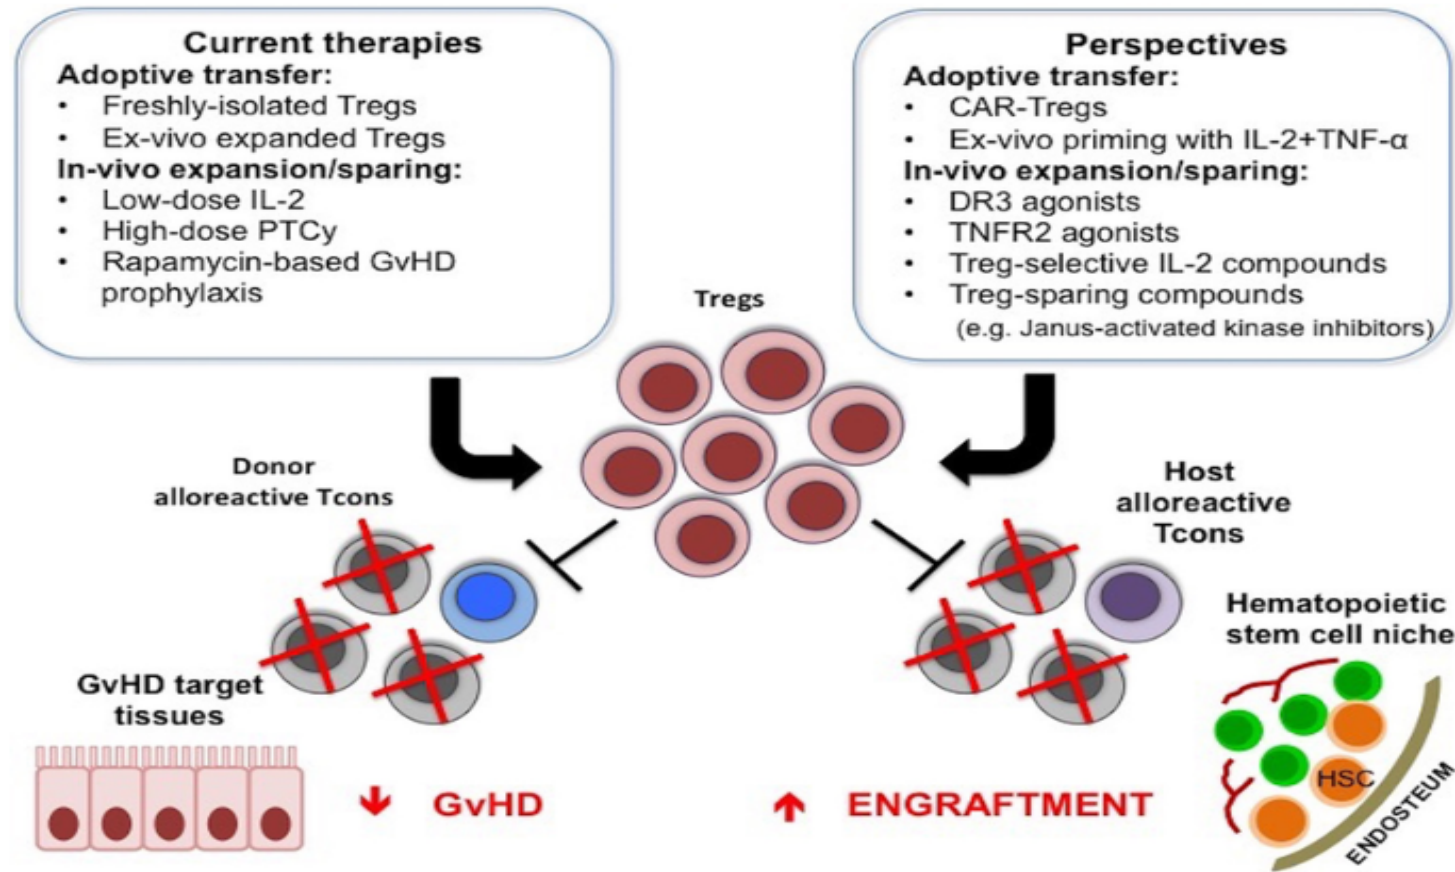 Current therapies
Adoptive transfer:
• Freshly-isolated Tregs
• Ex-vivo expanded Tregs
In-vivo expansion/sparing:
• Low-dose IL-2
• High-dose PTCy
• Rapamycin-based GvHD
prophylaxis
Perspectives
Adoptive transfer:
• CAR-Tregs
• Ex-vivo priming with IL-2+TNF-α
In-vivo expansion/sparing:
• DR3 agonists
• TNFR2 agonists
• Treg-selective IL-2 compounds
• Treg-sparing compounds
(e.g. Janus-activated kinase inhibitors)
Tregs
Donor
alloreactive Tcons
Host
alloreactive
Tcons
GvHD target
tissues
Hematopoietic
stem cell niche
HSC
ENDOSTEUM
GvHD
ENGRAFTMENT